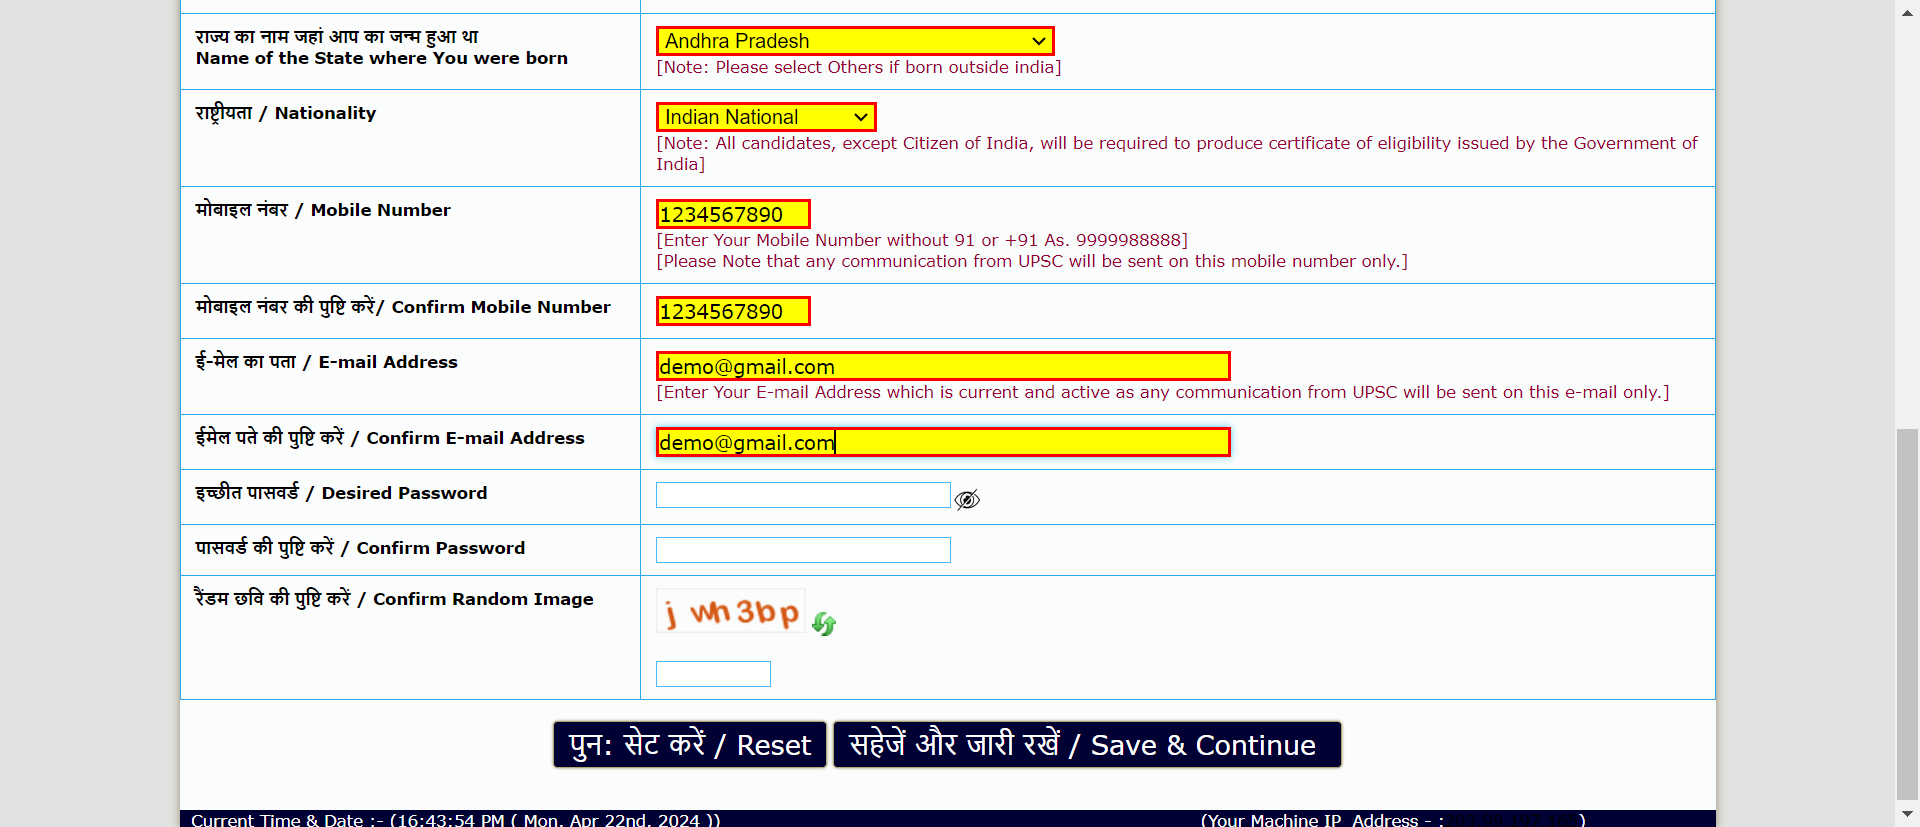 राज्य का नाम जहां आप का जन्म हुआ था
Name of the State where You were born
Andhra Pradesh
[Note: Please select Others if born outside india]
राष्ट्रीयता / Nationality
Indian National
[Note: All candidates, except Citizen of India, will be required to produce certificate of eligibility issued by the Government of
India]
मोबाइल नंबर / Mobile Number
1234567890
[Enter Your Mobile Number without 91 or +91 As. 9999988888]
[Please Note that any communication from UPSC will be sent on this mobile number only.]
मोबाइल नंबर की पुष्टि करें/ Confirm Mobile Number
1234567890
ई-मेल का पता / E-mail Address
demo@gmail.com
[Enter Your E-mail Address which is current and active as any communication from UPSC will be sent on this e-mail only.]
ईमेल पते की पुष्टि करें / Confirm E-mail Address
demo@gmail.com
इच्छीत पासवर्ड / Desired Password
पासवर्ड की पुष्टि करें / Confirm Password
रैंडम छवि की पुष्टि करें / Confirm Random Image
j wh3bp
पुन: सेट करें / Reset
सहेजें और जारी रखें / Save & Continue
Current Time & Date :- (16:43:54 PM ( Mon, Apr 22nd, 2024 ))
(Your Machine IP Address - : )